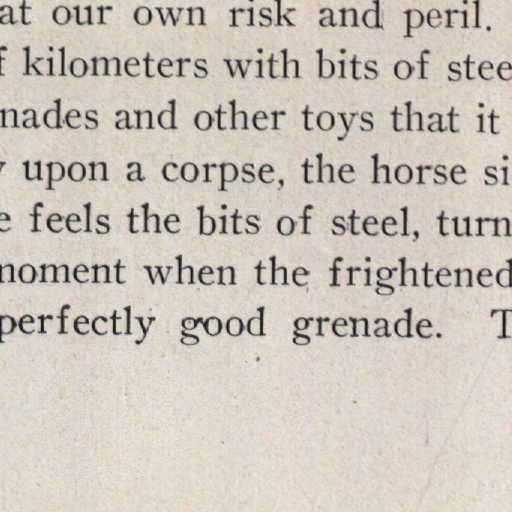 at our own risk and peril.
f kilometers with bits of stee
nades and other toys that it
y upon a corpse, the horse si
e feels the bits of steel, turn
noment when the frightened
perfectly good grenade. T